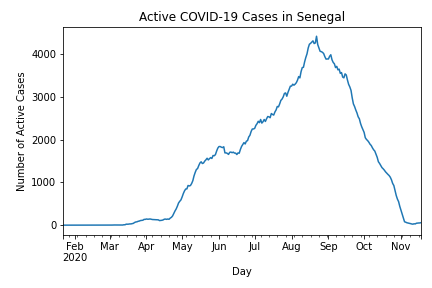 Active COVID-19 Cases in Senegal
Number of Active Cases
4000
3000
2000
1000
0
Feb Mar Apr May Jun Jul Aug Sep Oct Nov
2020
Day